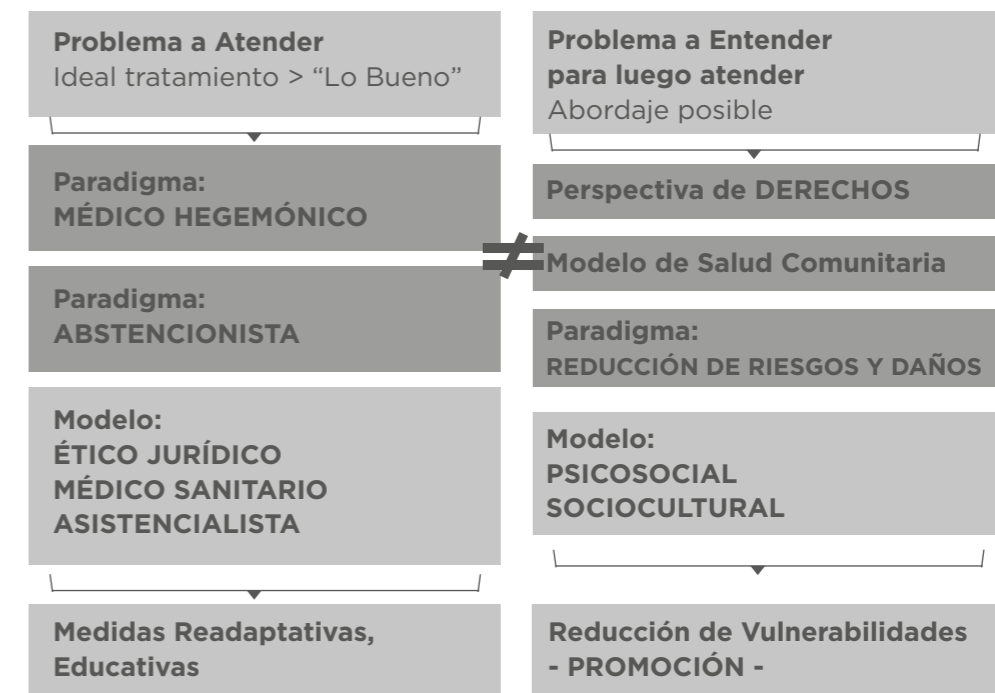 Problema a Atender
Ideal tratamiento > “Lo Bueno”
Paradigma:
MÉDICO HEGEMÓNICO
Paradigma:
ABSTENCIONISTA
Modelo:
ÉTICO JURÍDICO
MÉDICO SANITARIO
ASISTENCIALISTA
Medidas Readaptativas,
Educativas
≠
Problema a Entender
para luego atender
Abordaje posible
Perspectiva de DERECHOS
Modelo de Salud Comunitaria
Paradigma:
REDUCCIÓN DE RIESGOS Y DAÑOS
Modelo:
PSICOSOCIAL
SOCIOCULTURAL
Reducción de Vulnerabilidades
- PROMOCIÓN -